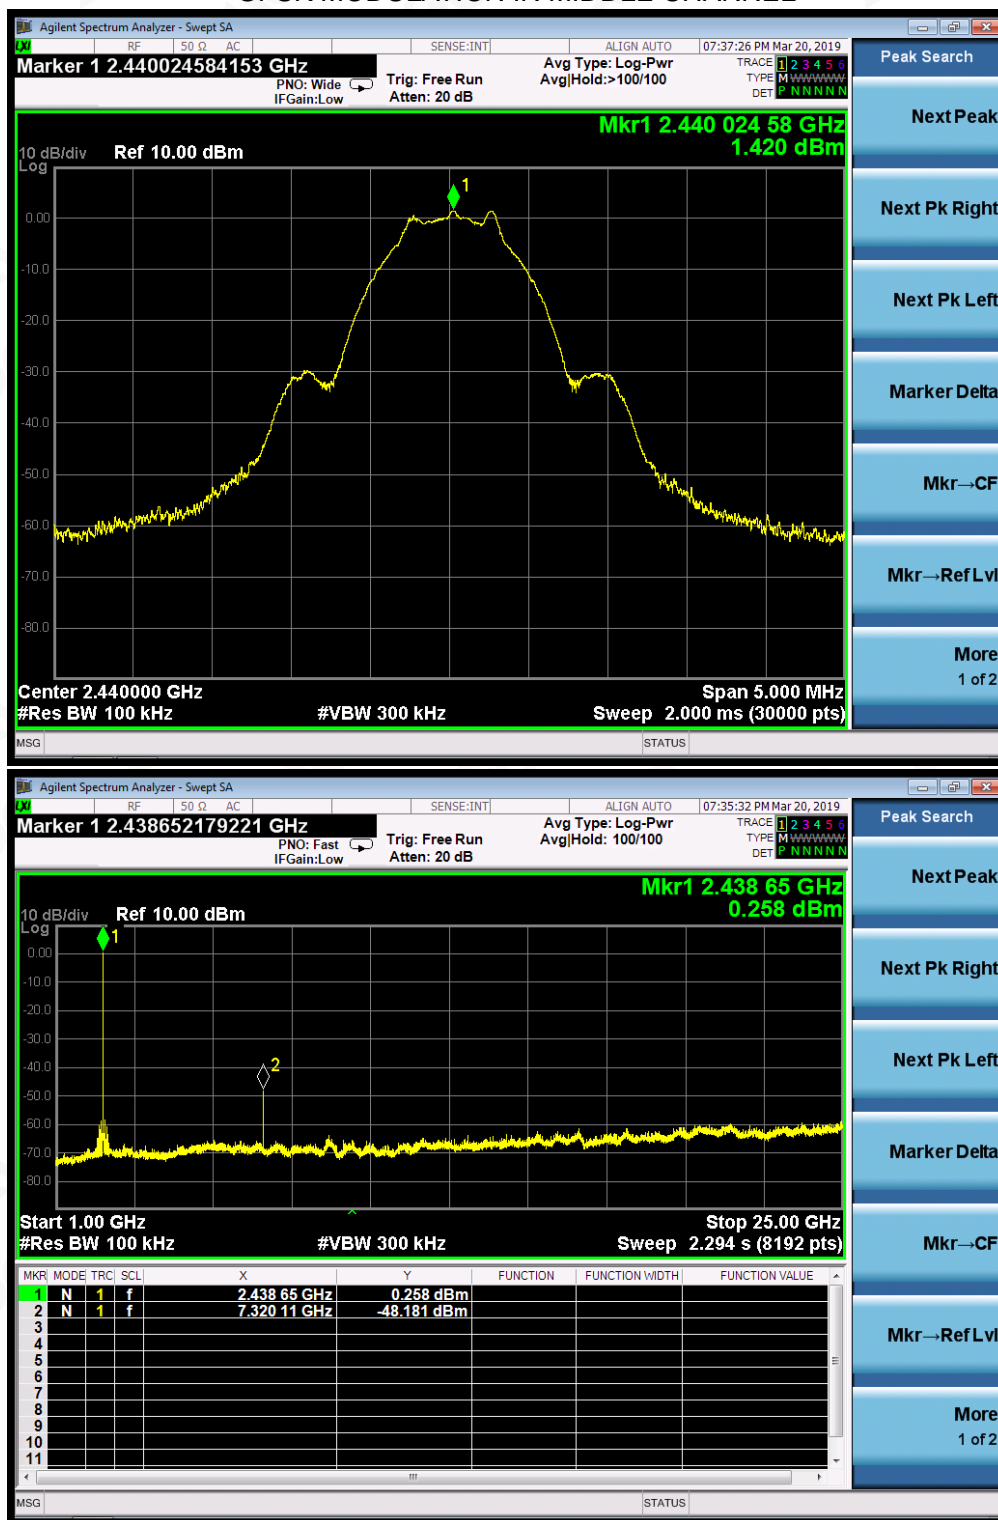 Agilent Spectrum Analyzer - Swept SA
LXI RF 50 Ω AC SENSE:INT ALIGN AUTO 07:37:26 PM Mar 20, 2019
Marker 1 2.440024584153 GHz
PNO: Wide
IFGain:Low
Trig: Free Run
Atten: 20 dB
Avg Type: Log-Pwr
Avg|Hold:>100/100
TRACE 1 2 3 4 5 6
TYPE M WWWWW
DET P N N N N N
Mkr1 2.440 024 58 GHz
1.420 dBm
10 dB/div Ref 10.00 dBm
Log
1
0.00
-10.0
-20.0
-30.0
-40.0
-50.0
-60.0
-70.0
-80.0
Center 2.440000 GHz Span 5.000 MHz
#Res BW 100 kHz #VBW 300 kHz Sweep 2.000 ms (30000 pts)
MSG STATUS
Peak Search
Next Peak
Next Pk Right
Next Pk Left
Marker Delta
Mkr→CF
Mkr→Ref Lvl
More
1 of 2
Agilent Spectrum Analyzer - Swept SA
LXI RF 50 Ω AC SENSE:INT ALIGN AUTO 07:35:32 PM Mar 20, 2019
Marker 1 2.438652179221 GHz
PNO: Fast
IFGain:Low
Trig: Free Run
Atten: 20 dB
Avg Type: Log-Pwr
Avg|Hold: 100/100
TRACE 1 2 3 4 5 6
TYPE M WWWWW
DET P N N N N N
Mkr1 2.438 65 GHz
0.258 dBm
10 dB/div Ref 10.00 dBm
Log
1
2
0.00
-10.0
-20.0
-30.0
-40.0
-50.0
-60.0
-70.0
-80.0
Start 1.00 GHz Stop 25.00 GHz
#Res BW 100 kHz #VBW 300 kHz Sweep 2.294 s (8192 pts)
MKR MODE TRC SCL X Y FUNCTION FUNCTION WIDTH FUNCTION VALUE
1 N 1 f 2.438 65 GHz 0.258 dBm
2 N 1 f 7.320 11 GHz -48.181 dBm
3
4
5
6
7
8
9
10
11
MSG STATUS
Peak Search
Next Peak
Next Pk Right
Next Pk Left
Marker Delta
Mkr→CF
Mkr→Ref Lvl
More
1 of 2